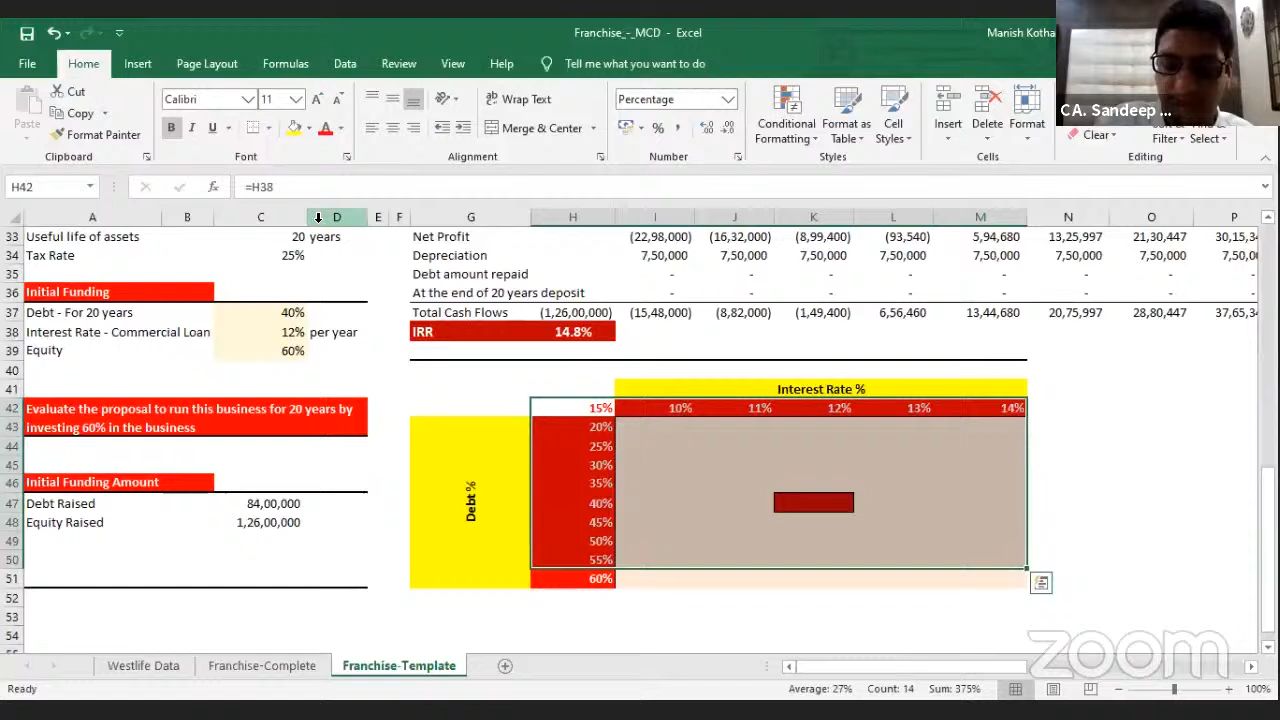 Franchise_-_MCD - Excel
Manish Kotha
CA. Sandeep ...
File Home Insert Page Layout Formulas Data Review View Help Tell me what you want to do
Paste
Cut
Copy
Format Painter
Clipboard
Calibri 11
B I U
Font
Wrap Text
Merge & Center
Alignment
Percentage
Number
Conditional Formatting
Format as Table
Cell Styles
Styles
Insert Delete Format
Cells
Clear
Filter Select
Editing
H42 fx =H38
A B C D E F G H I J K L M N O P
33 Useful life of assets 20 years Net Profit (22,98,000) (16,32,000) (8,99,400) (93,540) 5,94,680 13,25,997 21,30,447 30,15,3
34 Tax Rate 25% Depreciation 7,50,000 7,50,000 7,50,000 7,50,000 7,50,000 7,50,000 7,50,000 7,50,0
35 Debt amount repaid - - - - - - - -
36 Initial Funding At the end of 20 years deposit - - - - - - - -
37 Debt - For 20 years 40% Total Cash Flows (1,26,00,000) (15,48,000) (8,82,000) (1,49,400) 6,56,460 13,44,680 20,75,997 28,80,447 37,65,3
38 Interest Rate - Commercial Loan 12% per year IRR 14.8%
39 Equity 60%
40
41 Interest Rate %
42 Evaluate the proposal to run this business for 20 years by 15% 10% 11% 12% 13% 14%
43 investing 60% in the business 20%
44 25%
45 30%
46 Initial Funding Amount 35%
47 Debt Raised 84,00,000 Debt % 40%
48 Equity Raised 1,26,00,000 45%
49 50%
50 55%
51 60%
52
53
54
Westlife Data Franchise-Complete Franchise-Template
Ready Average: 27% Count: 14 Sum: 375% 100%
zoom